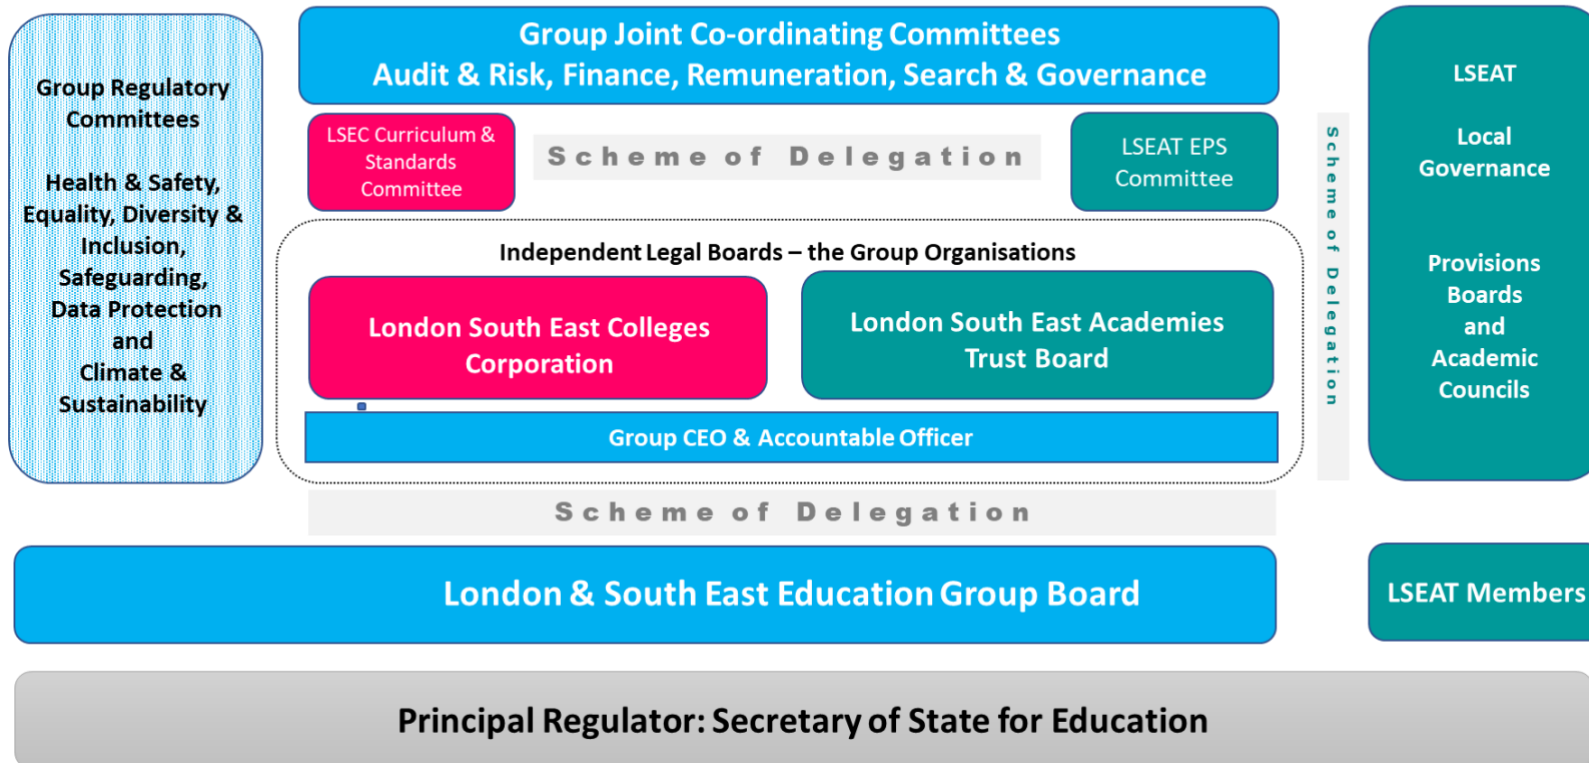 Group Regulatory
Committees
Health & Safety,
Equality, Diversity &
Inclusion,
Safeguarding,
Data Protection
and
Climate &
Sustainability
Group Joint Co-ordinating Committees
Audit & Risk, Finance, Remuneration, Search & Governance
LSEC Curriculum &
Standards
Committee
Scheme of Delegation
LSEAT EPS
Committee
Independent Legal Boards – the Group Organisations
London South East Colleges
Corporation
London South East Academies
Trust Board
Group CEO & Accountable Officer
Scheme of Delegation
Scheme of Delegation
LSEAT
Local
Governance
Provisions
Boards
and
Academic
Councils
London & South East Education Group Board
LSEAT Members
Principal Regulator: Secretary of State for Education